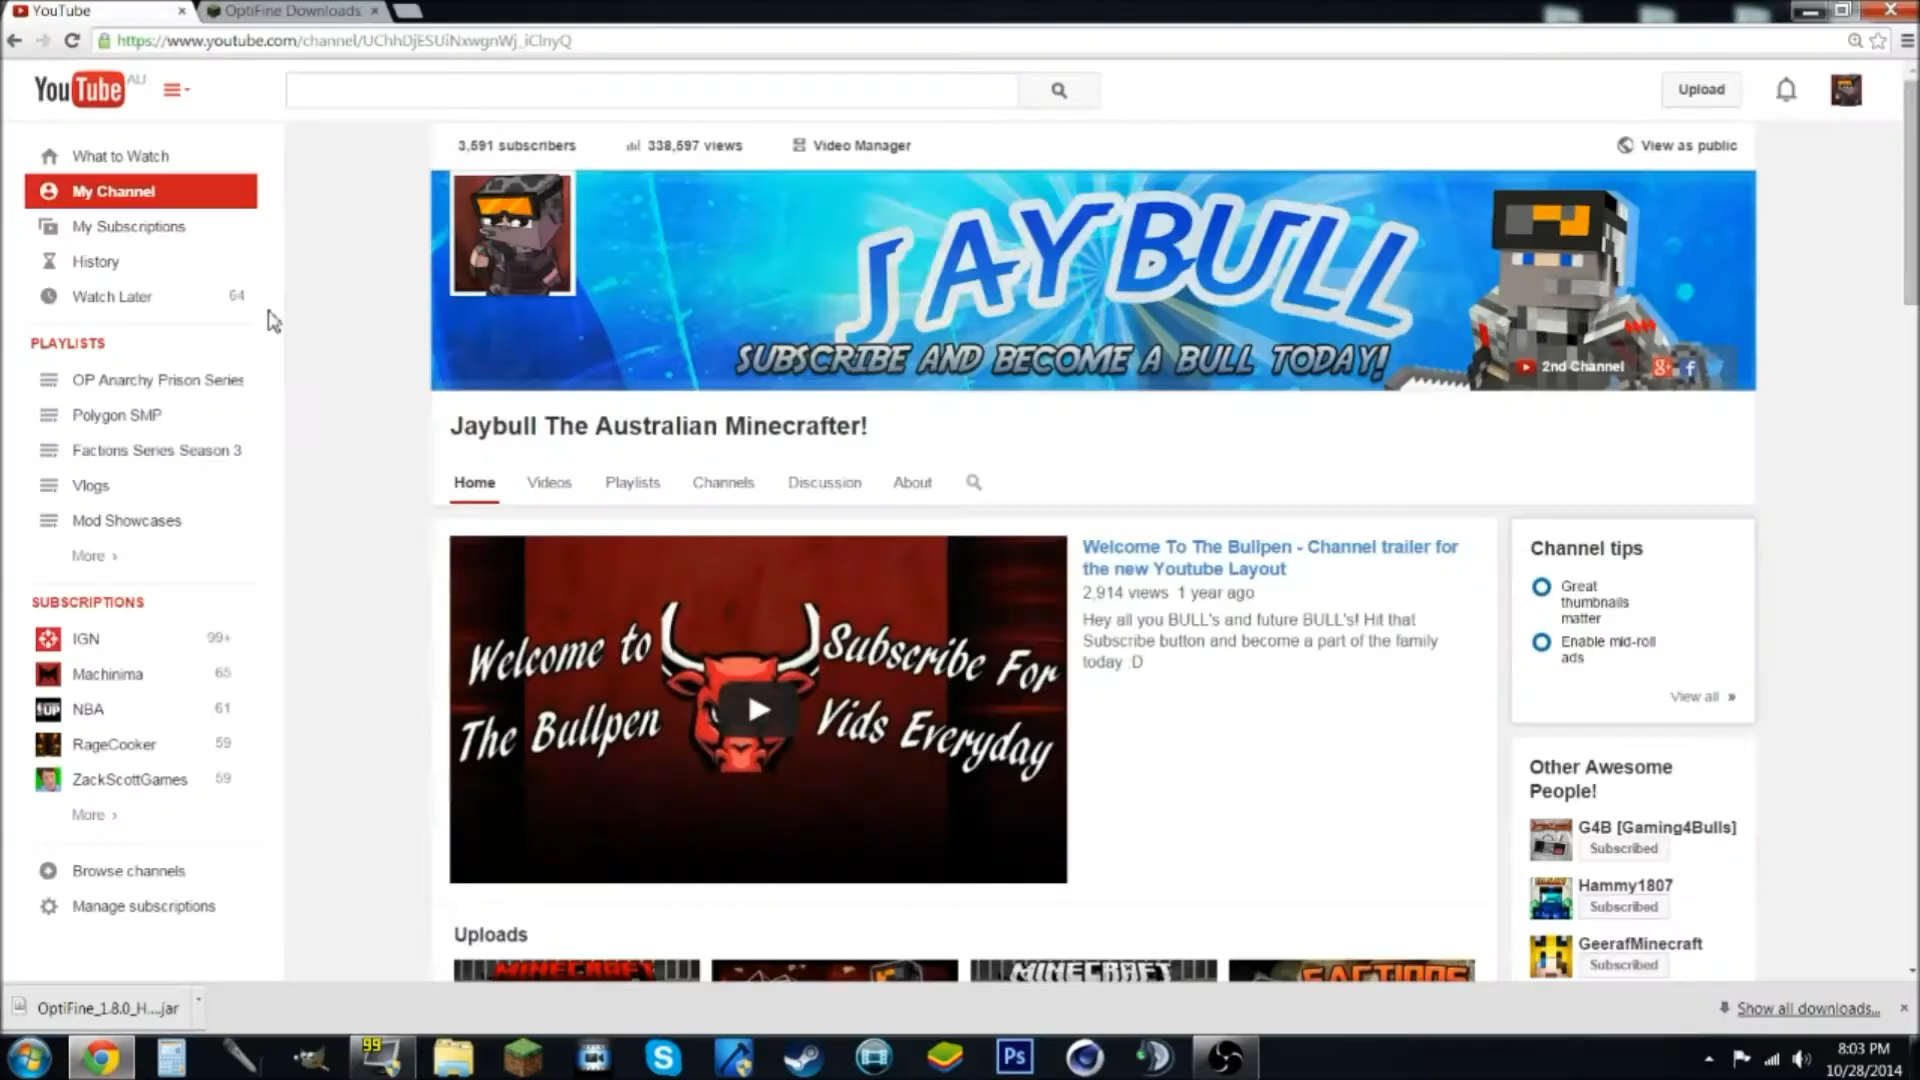 YouTube
OptiFine Downloads
https://www.youtube.com/channel/UChhDjESUiNxwgnWj_iClnyQ
YouTube AU
Upload
What to Watch
My Channel
My Subscriptions
History
Watch Later 64
PLAYLISTS
OP Anarchy Prison Series
Polygon SMP
Factions Series Season 3
Vlogs
Mod Showcases
More ›
SUBSCRIPTIONS
IGN 99+
Machinima 65
NBA 61
RageCooker 59
ZackScottGames 59
More ›
Browse channels
Manage subscriptions
3,591 subscribers
338,597 views
Video Manager
View as public
JAYBULL
SUBSCRIBE AND BECOME A BULL TODAY!
2nd Channel
Jaybull The Australian Minecrafter!
Home Videos Playlists Channels Discussion About
Welcome to The Bullpen
Subscribe For Vids Everyday
Welcome To The Bullpen - Channel trailer for
the new Youtube Layout
2,914 views 1 year ago
Hey all you BULL's and future BULL's! Hit that
Subscribe button and become a part of the family
today :D
Channel tips
Great
thumbnails
matter
Enable mid-roll
ads
View all »
Other Awesome
People!
G4B [Gaming4Bulls]
Subscribed
Hammy1807
Subscribed
GeerafMinecraft
Subscribed
Uploads
MINECRAFT
MINECRAFT
FACTIONS
OptiFine_1.8.0_H....jar
Show all downloads...
99
Ps
8:03 PM
10/28/2014